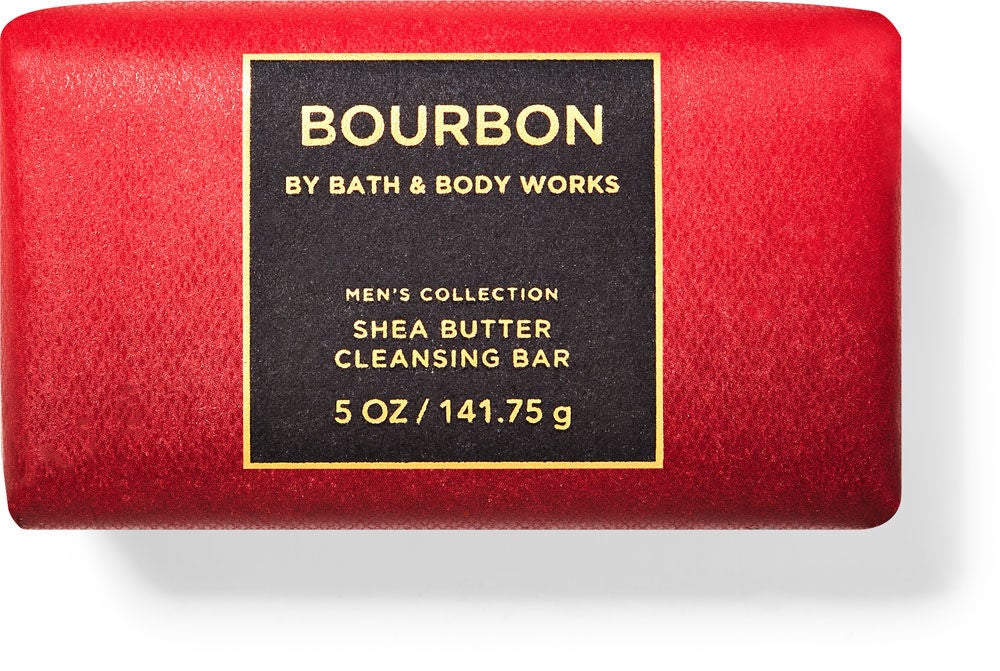 BOURBON
BY BATH & BODY WORKS
MEN'S COLLECTION
SHEA BUTTER
CLEANSING BAR
5 OZ / 141.75 g